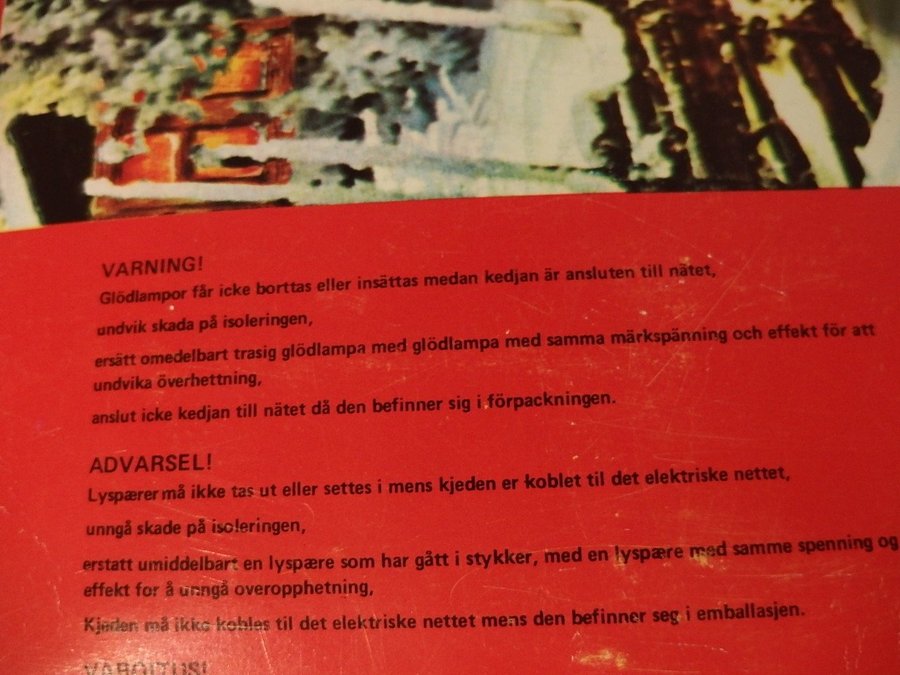 VARNING!
Glödlampor får icke borttas eller insättas medan kedjan är ansluten till nätet,
undvik skada på isoleringen,
ersätt omedelbart trasig glödlampa med glödlampa med samma märkspänning och effekt för att
undvika överhettning,
anslut icke kedjan till nätet då den befinner sig i förpackningen.
ADVARSEL!
Lyspærer må ikke tas ut eller settes i mens kjeden er koblet til det elektriske nettet,
unngå skade på isoleringen,
erstatt umiddelbart en lyspære som har gått i stykker, med en lyspære med samme spenning og
effekt for å unngå overopphetning,
Kjeden må ikke kobles til det elektriske nettet mens den befinner seg i emballasjen.
VAROITUS!